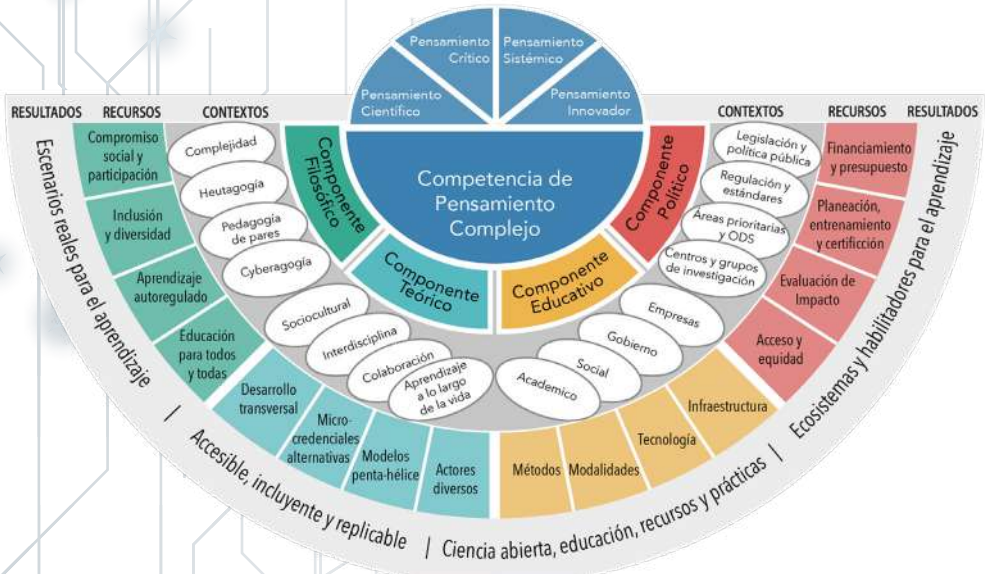 Pensamiento
Crítico
Pensamiento
Sistémico
Pensamiento
Científico
Pensamiento
Innovador
RESULTADOS
RECURSOS
CONTEXTOS
CONTEXTOS
RECURSOS
RESULTADOS
Competencia de
Pensamiento
Complejo
Componente
Filosófico
Componente
Teórico
Componente
Educativo
Componente
Político
Complejidad
Heutagogía
Pedagogía
de pares
Cyberagogía
Sociocultural
Interdisciplina
Colaboración
Aprendizaje
a lo largo
de la vida
Academico
Social
Gobierno
Empresas
Legislación y
política pública
Regulación y
estándares
Áreas prioritarias
y ODS
Centros y grupos
de investigación
Compromiso
social y
participación
Inclusión
y diversidad
Aprendizaje
autoregulado
Educación
para todos
y todas
Desarrollo
transversal
Micro-
credenciales
alternativas
Modelos
penta-hélice
Actores
diversos
Métodos
Modalidades
Tecnología
Infraestructura
Financiamiento
y presupuesto
Planeación,
entrenamiento
y certificción
Evaluación de
Impacto
Acceso y
equidad
Escenarios reales para el aprendizaje | Accesible, incluyente y replicable | Ciencia abierta, educación, recursos y prácticas | Ecosistemas y habilitadores para el aprendizaje